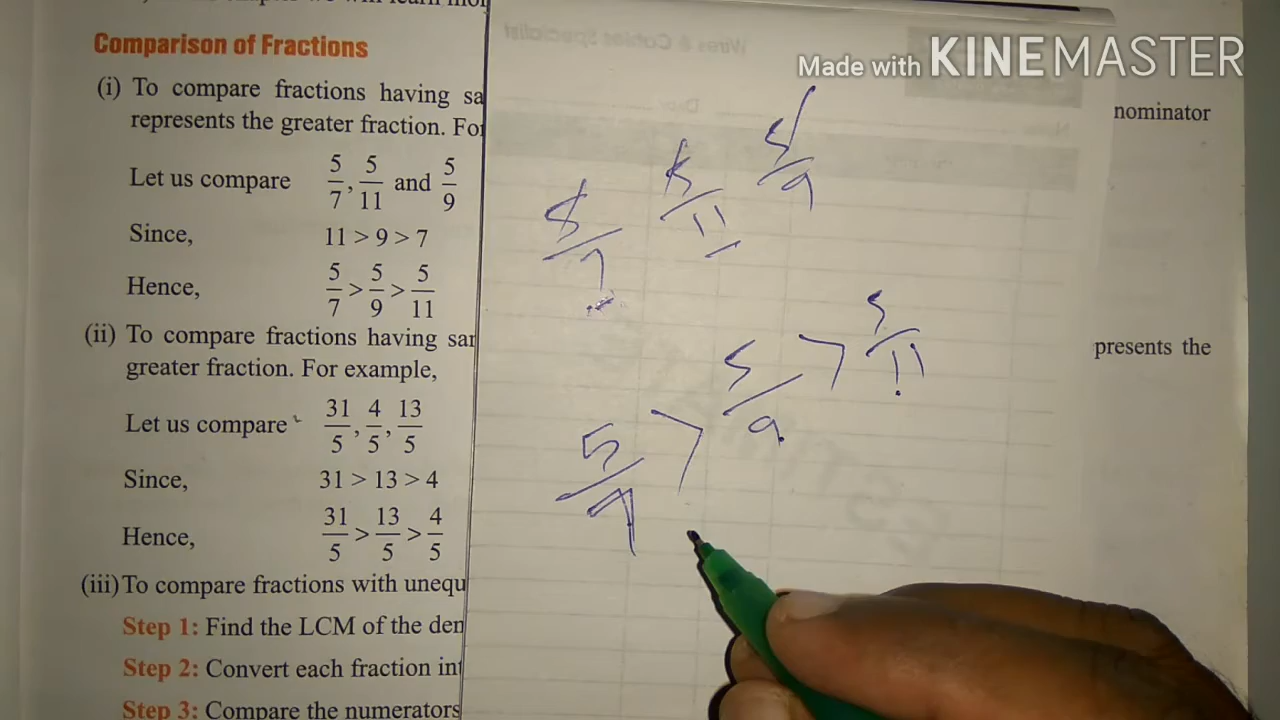 Made with KINEMASTER
Comparison of Fractions
(i) To compare fractions having sa nominator
represents the greater fraction. For
Let us compare 5/7, 5/11 and 5/9
Since, 11 > 9 > 7
Hence, 5/7 > 5/9 > 5/11
(ii) To compare fractions having sar presents the
greater fraction. For example,
Let us compare 31/5, 4/5, 13/5
Since, 31 > 13 > 4
Hence, 31/5 > 13/5 > 4/5
(iii) To compare fractions with unequ
Step 1: Find the LCM of the den
Step 2: Convert each fraction int
Step 3: Compare the numerators
5/7 5/11 5/9
5/7 > 5/9 > 5/11